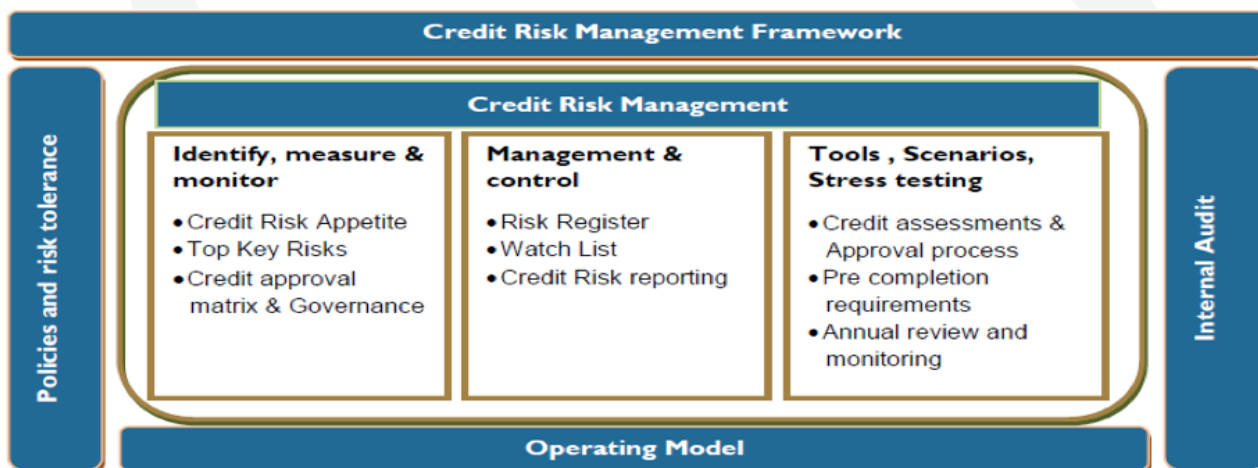 Credit Risk Management Framework
Policies and risk tolerance
Credit Risk Management
Identify, measure &
monitor
• Credit Risk Appetite
• Top Key Risks
• Credit approval
matrix & Governance
Management &
control
• Risk Register
• Watch List
• Credit Risk reporting
Tools , Scenarios,
Stress testing
• Credit assessments &
Approval process
• Pre completion
requirements
• Annual review and
monitoring
Internal Audit
Operating Model